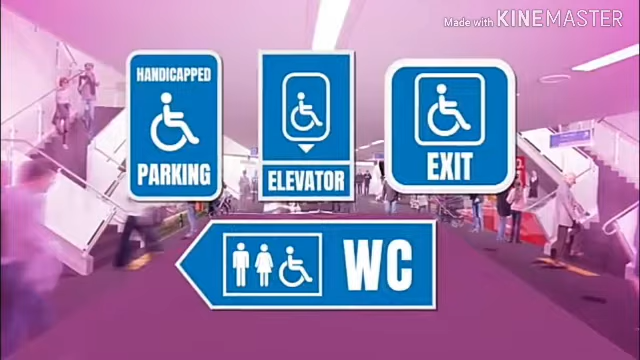 Made with KINEMASTER
HANDICAPPED
PARKING
ELEVATOR
EXIT
WC